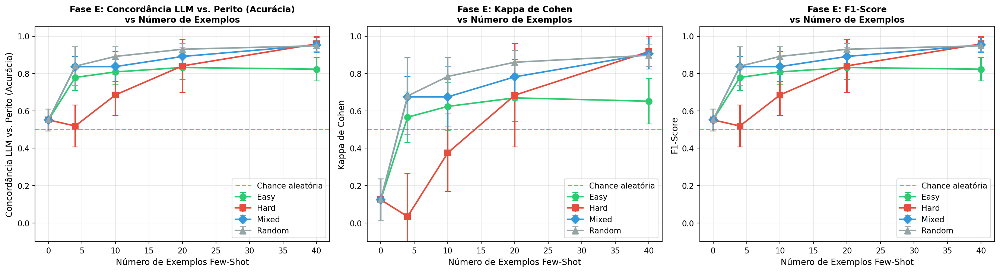 Fase E: Concordância LLM vs. Perito (Acurácia)
vs Número de Exemplos
Concordância LLM vs. Perito (Acurácia)
1.0
0.8
0.6
0.4
0.2
0.0
Chance aleatória
Easy
Hard
Mixed
Random
0 5 10 15 20 25 30 35 40
Número de Exemplos Few-Shot
Fase E: Kappa de Cohen
vs Número de Exemplos
Kappa de Cohen
1.0
0.8
0.6
0.4
0.2
0.0
Chance aleatória
Easy
Hard
Mixed
Random
0 5 10 15 20 25 30 35 40
Número de Exemplos Few-Shot
Fase E: F1-Score
vs Número de Exemplos
F1-Score
1.0
0.8
0.6
0.4
0.2
0.0
Chance aleatória
Easy
Hard
Mixed
Random
0 5 10 15 20 25 30 35 40
Número de Exemplos Few-Shot